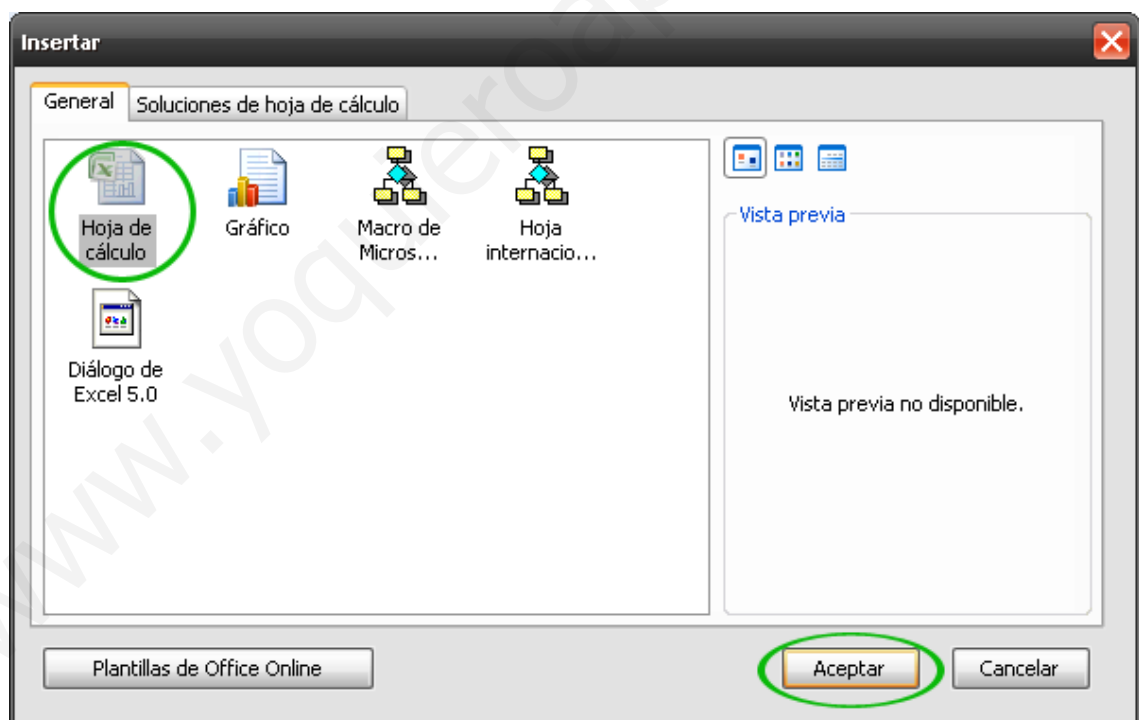 Insertar
General
Soluciones de hoja de cálculo
Hoja de
cálculo
Gráfico
Macro de
Micros...
Hoja
internacio...
Diálogo de
Excel 5.0
Vista previa
Vista previa no disponible.
Plantillas de Office Online
Aceptar
Cancelar